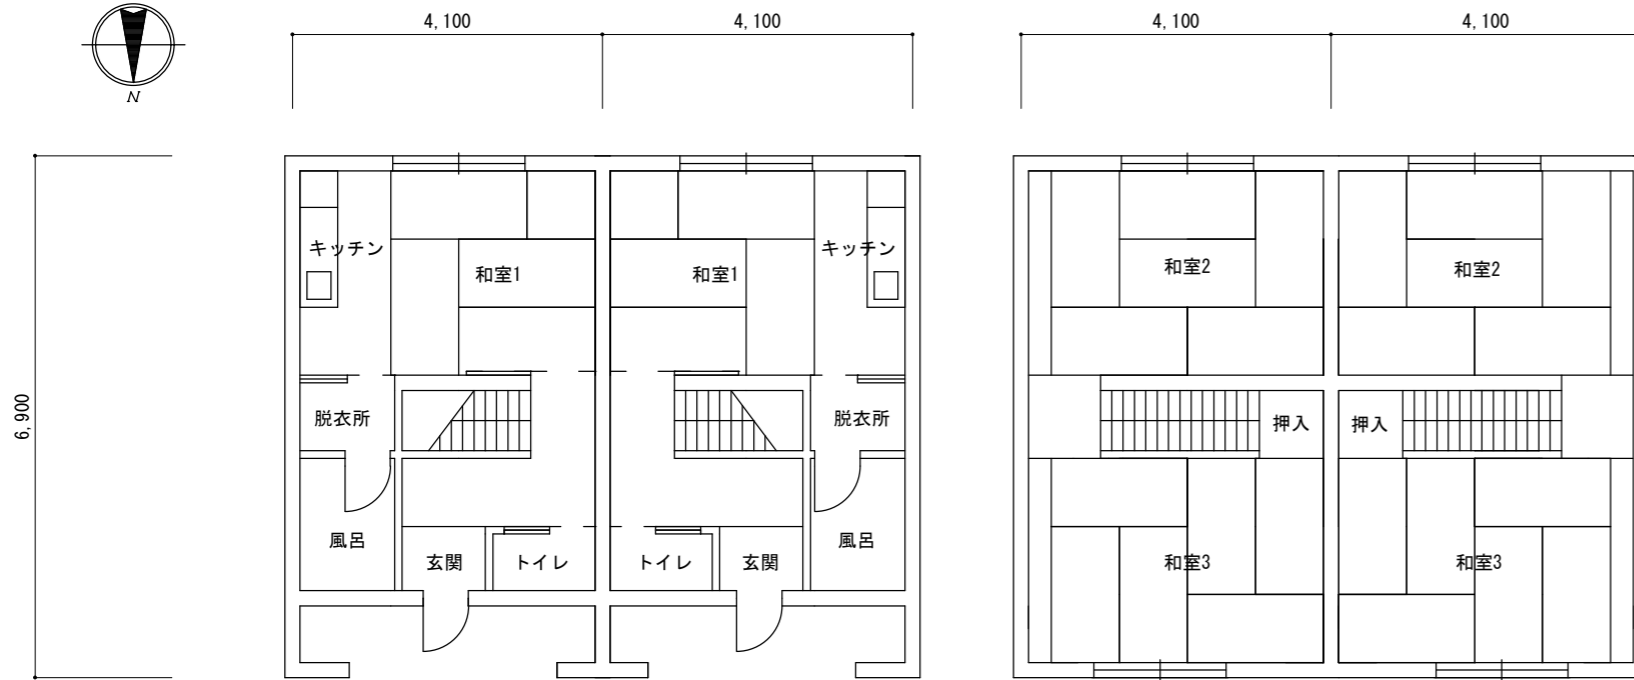 4,100
4,100
4,100
4,100
N
6,900
キッチン
キッチン
和室1
和室1
和室2
和室2
脱衣所
脱衣所
押入
押入
風呂
風呂
玄関
トイレ
トイレ
玄関
和室3
和室3